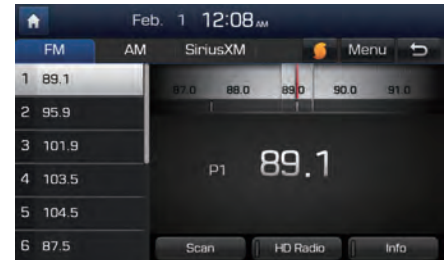 Feb. 1 12:08 AM
FM AM SiriusXM Menu
1 89.1
2 95.9
3 101.9
4 103.5
5 104.5
6 87.5
87.0 88.0 89.0 90.0 91.0
P1 89.1
Scan HD Radio Info